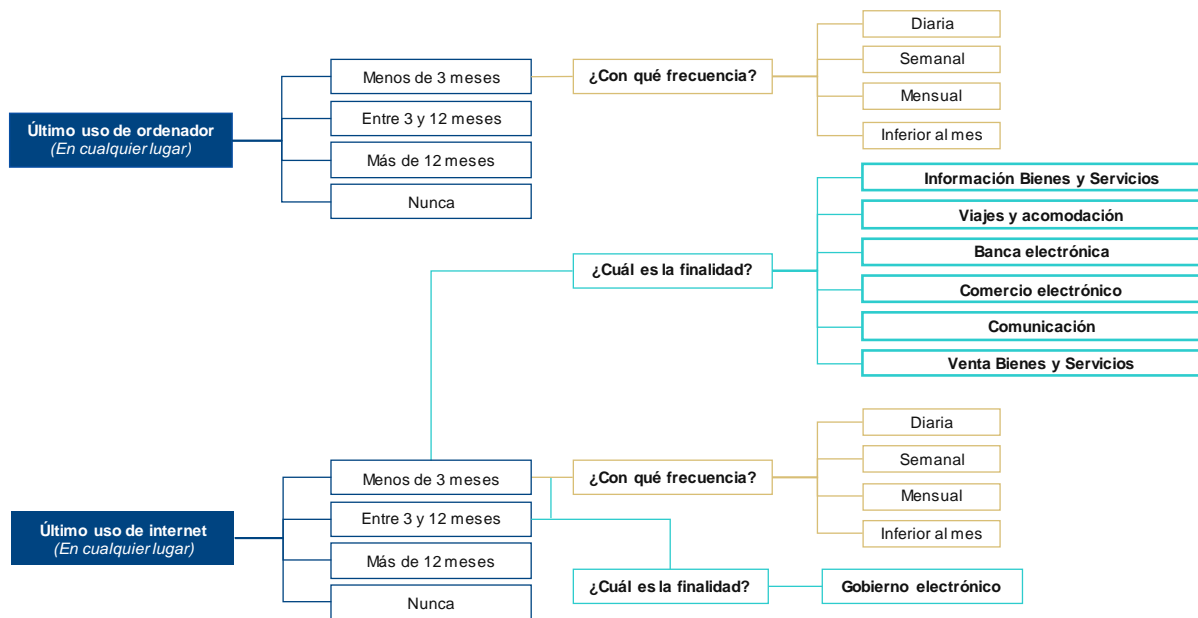 Último uso de ordenador
(En cualquier lugar)
Menos de 3 meses
Entre 3 y 12 meses
Más de 12 meses
Nunca
¿Con qué frecuencia?
Diaria
Semanal
Mensual
Inferior al mes
¿Cuál es la finalidad?
Información Bienes y Servicios
Viajes y acomodación
Banca electrónica
Comercio electrónico
Comunicación
Venta Bienes y Servicios
Último uso de internet
(En cualquier lugar)
Menos de 3 meses
Entre 3 y 12 meses
Más de 12 meses
Nunca
¿Con qué frecuencia?
Diaria
Semanal
Mensual
Inferior al mes
¿Cuál es la finalidad?
Gobierno electrónico